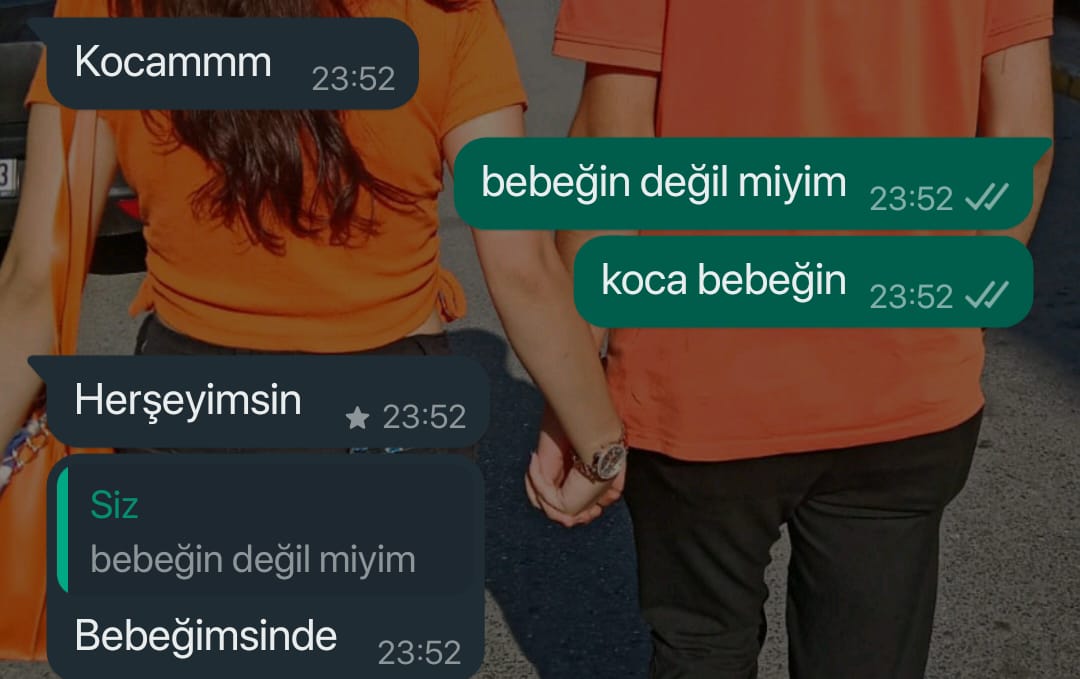 Kocammm 23:52
bebeğin değil miyim 23:52
koca bebeğin 23:52
Herşeyimsin 23:52
Siz
bebeğin değil miyim
Bebeğimsinde 23:52